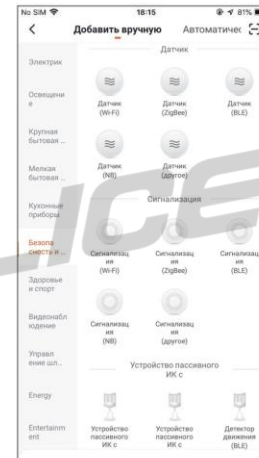 No SIM 18:15 81%
Добавить вручную Автоматичес
Датчик
Электрик
Освещени
е
Крупная
бытовая ...
Мелкая
бытовая ...
Кухонные
приборы
Безопа
сность и ...
Здоровье
и спорт
Видеонабл
юдение
Управл
ение шл...
Energy
Entertainm
ent
Датчик
(Wi-Fi)
Датчик
(ZigBee)
Датчик
(BLE)
Датчик
(NB)
Датчик
(другое)
Сигнализация
Сигнализац
ия
(Wi-Fi)
Сигнализац
ия
(ZigBee)
Сигнализац
ия
(BLE)
Сигнализац
ия
(NB)
Сигнализац
ия
(другое)
Устройство пассивного
ИК с
Устройство
пассивного
ИК с
Устройство
пассивного
ИК с
Детектор
движения
(BLE)